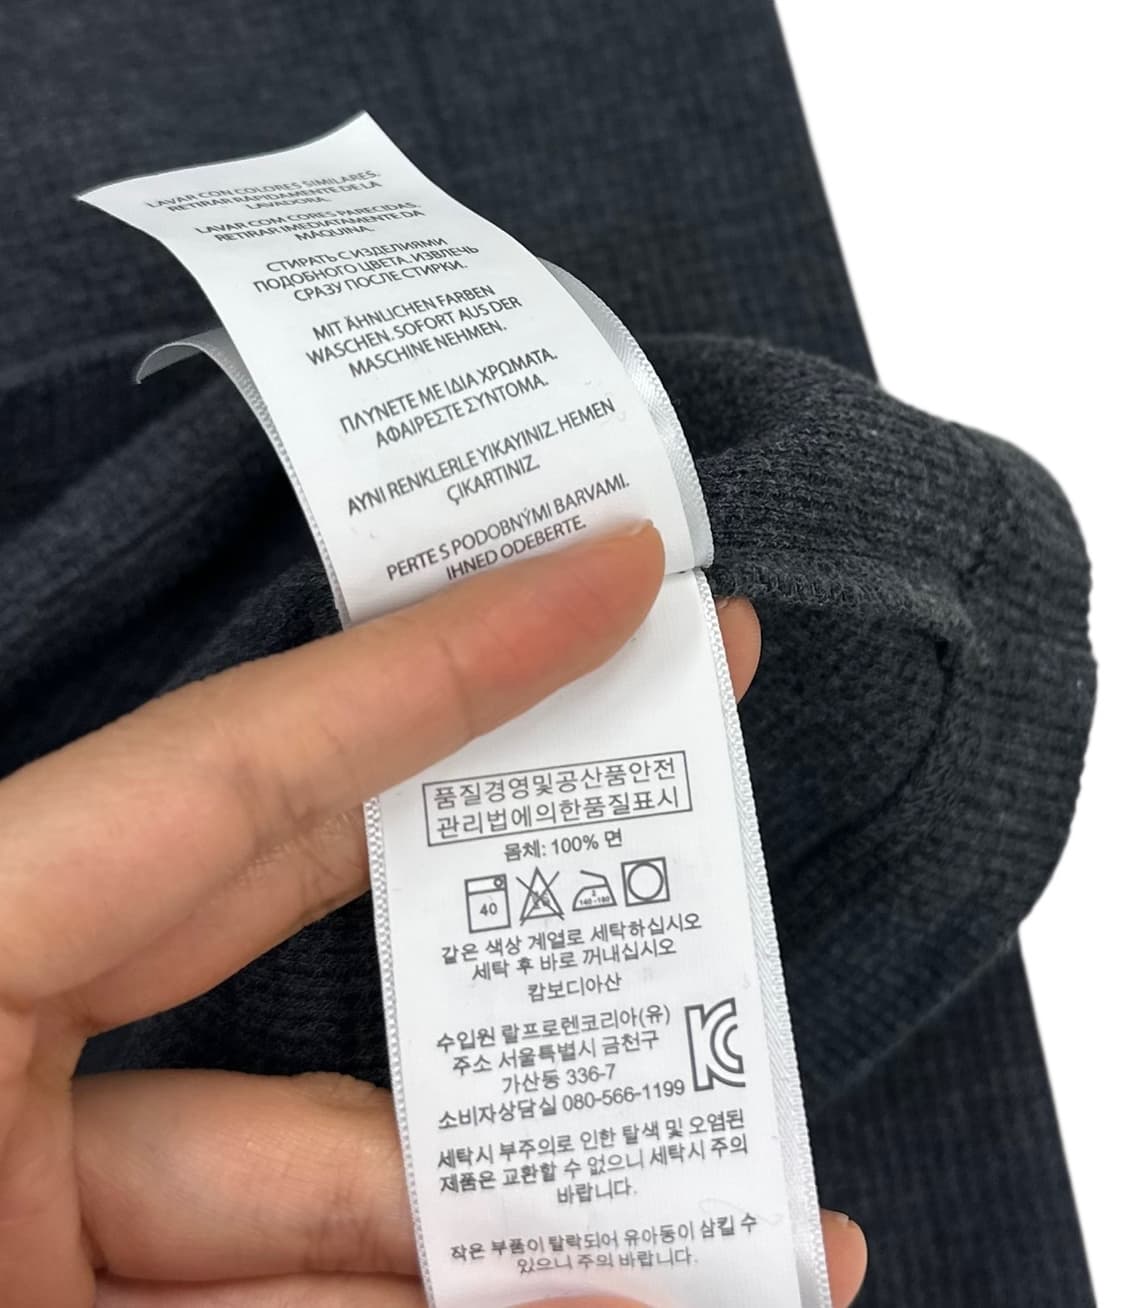 LAVAR CON COLORES SIMILARES.
RETIRAR RÁPIDAMENTE DE LA
LAVADORA.
LAVAR COM CORES PARECIDAS.
RETIRAR IMEDIATAMENTE DA
MÁQUINA.
СТИРАТЬ С ИЗДЕЛИЯМИ
ПОДОБНОГО ЦВЕТА. ИЗВЛЕЧЬ
СРАЗУ ПОСЛЕ СТИРКИ.
MIT ÄHNLICHEN FARBEN
WASCHEN. SOFORT AUS DER
MASCHINE NEHMEN.
ΠΛΥΝΕΤΕ ΜΕ ΙΔΙΑ ΧΡΩΜΑΤΑ.
ΑΦΑΙΡΕΣΤΕ ΣΥΝΤΟΜΑ.
AYNI RENKLERLE YIKAYINIZ. HEMEN
ÇIKARTINIZ.
PERTE S PODOBNÝMI BARVAMI.
IHNED ODEBERTE.
품질경영및공산품안전
관리법에의한품질표시
몸체: 100% 면
40
140-160
같은 색상 계열로 세탁하십시오
세탁 후 바로 꺼내십시오
캄보디아산
수입원 랄프로렌코리아(유)
주소 서울특별시 금천구
가산동 336-7
소비자상담실 080-566-1199
세탁시 부주의로 인한 탈색 및 오염된
제품은 교환할 수 없으니 세탁시 주의
바랍니다.
작은 부품이 탈락되어 유아동이 삼킬 수
있으니 주의 바랍니다.